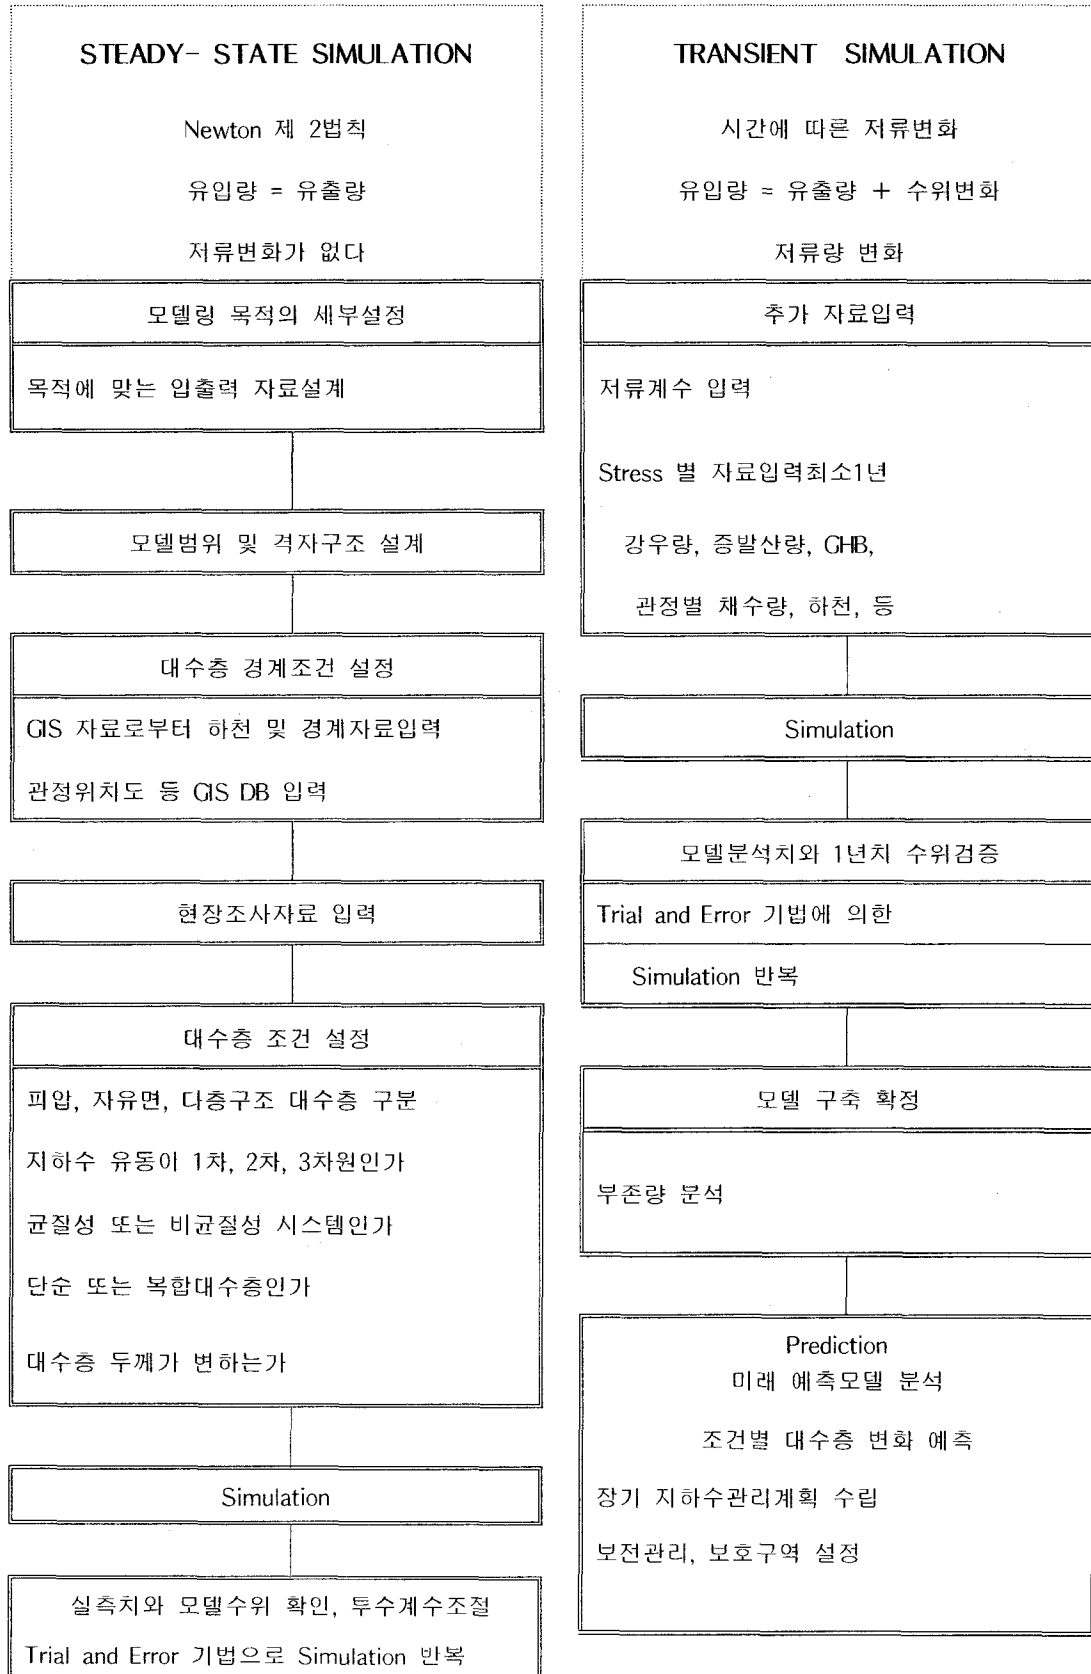 STEADY- STATE SIMULATION
Newton 제 2법칙
유입량 = 유출량
저류변화가 없다
모델링 목적의 세부설정
목적에 맞는 입출력 자료설계
모델범위 및 격자구조 설계
대수층 경계조건 설정
GIS 자료로부터 하천 및 경계자료입력
관정위치도 등 GIS DB 입력
현장조사자료 입력
대수층 조건 설정
피압, 자유면, 다층구조 대수층 구분
지하수 유동이 1차, 2차, 3차원인가
균질성 또는 비균질성 시스템인가
단순 또는 복합대수층인가
대수층 두께가 변하는가
Simulation
실측치와 모델수위 확인, 투수계수조절
Trial and Error 기법으로 Simulation 반복
TRANSIENT SIMULATION
시간에 따른 저류변화
유입량 = 유출량 + 수위변화
저류량 변화
추가 자료입력
저류계수 입력
Stress 별 자료입력최소1년
강우량, 증발산량, GHB,
관정별 채수량, 하천, 등
Simulation
모델분석치와 1년치 수위검증
Trial and Error 기법에 의한
Simulation 반복
모델 구축 확정
부존량 분석
Prediction
미래 예측모델 분석
조건별 대수층 변화 예측
장기 지하수관리계획 수립
보전관리, 보호구역 설정